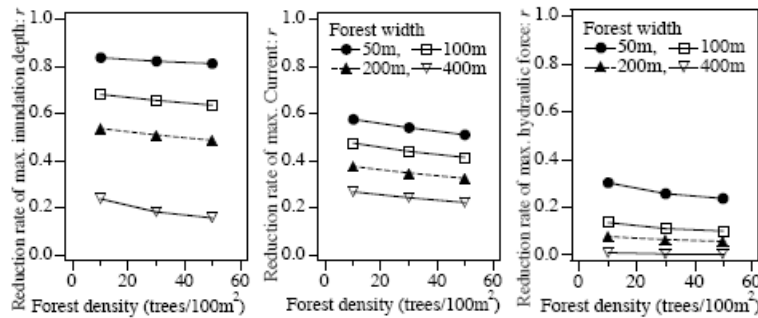 Reduction rate of max. inundation depth: r
1.0
0.8
0.6
0.4
0.2
0.0
0 20 40 60
Forest density (trees/100m²)
Reduction rate of max. Current: r
1.0
0.8
0.6
0.4
0.2
0.0
Forest width
50m, 100m
200m, 400m
0 20 40 60
Forest density (trees/100m²)
Reduction rate of max. hydraulic force: r
1.0
0.8
0.6
0.4
0.2
0.0
Forest width
50m, 100m
200m, 400m
0 20 40 60
Forest density (trees/100m²)